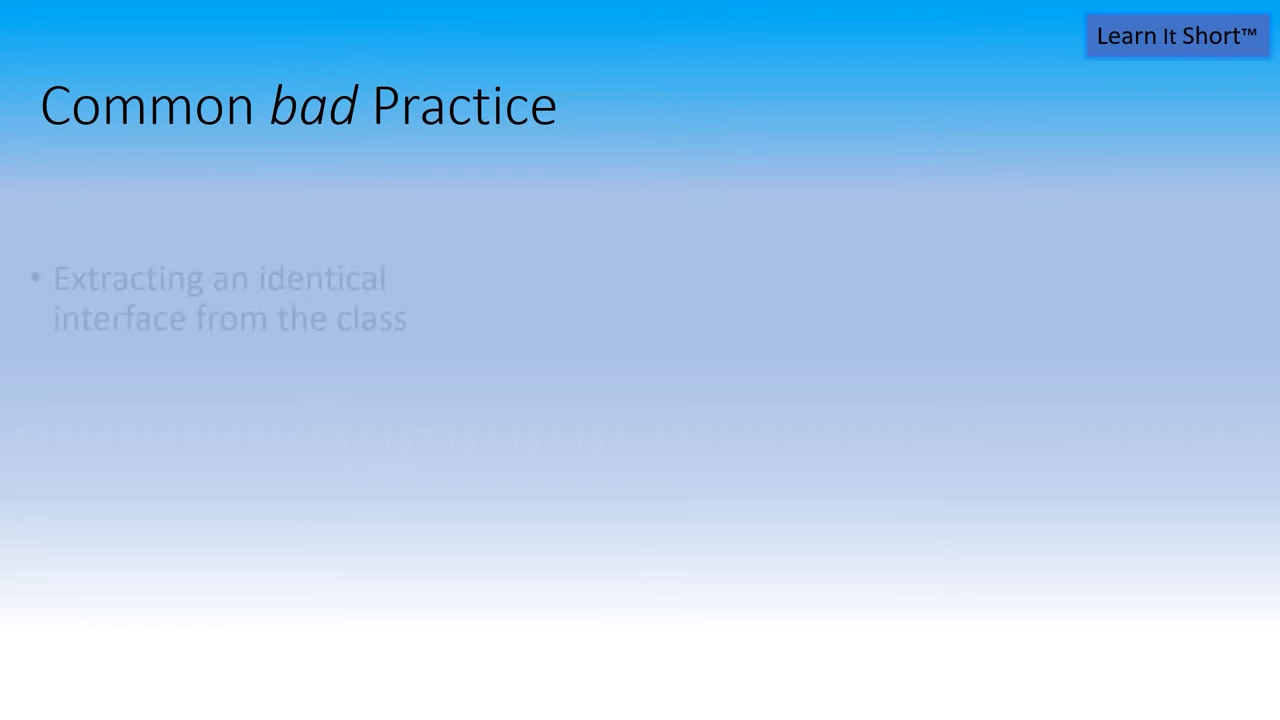 Learn It Short™
Common bad Practice
• Extracting an identical
interface from the class